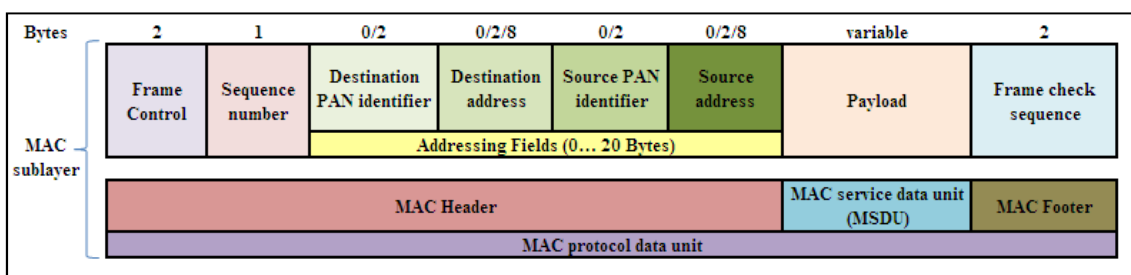 Bytes 2 1 0/2 0/2/8 0/2 0/2/8 variable 2
Frame Control
Sequence number
Destination PAN identifier
Destination address
Source PAN identifier
Source address
Payload
Frame check sequence
Addressing Fields (0... 20 Bytes)
MAC sublayer
MAC Header
MAC service data unit (MSDU)
MAC Footer
MAC protocol data unit